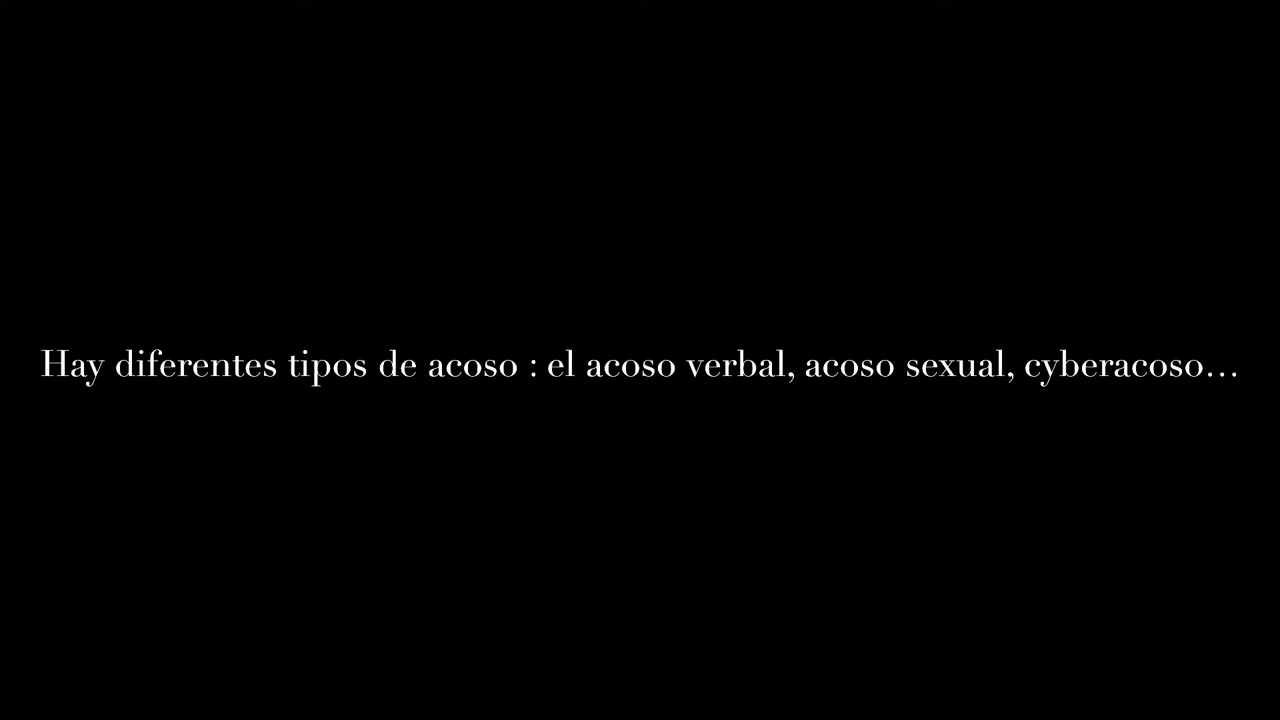 Hay diferentes tipos de acoso : el acoso verbal, acoso sexual, cyberacoso...